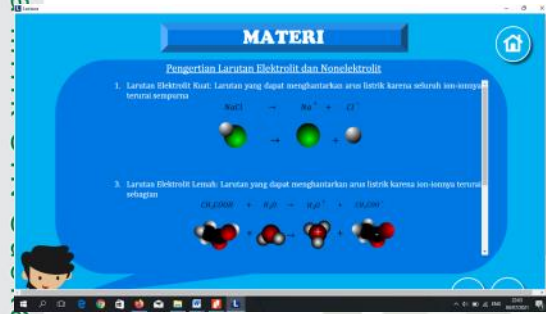 Larutan
MATERI
Pengertian Larutan Elektrolit dan Nonelektrolit
1. Larutan Elektrolit Kuat: Larutan yang dapat menghantarkan arus listrik karena seluruh ion-ionnya
terurai sempurna
NaCl → Na⁺ + Cl⁻
→ +
3. Larutan Elektrolit Lemah: Larutan yang dapat menghantarkan arus listrik karena ion-ionnya terurai
sebagian
+ H₂O → H₃O⁺ +
+ → +